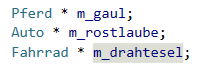 Pferd * m_gaul;
Auto * m_rostlaube;
Fahrrad * m_drahtesel;